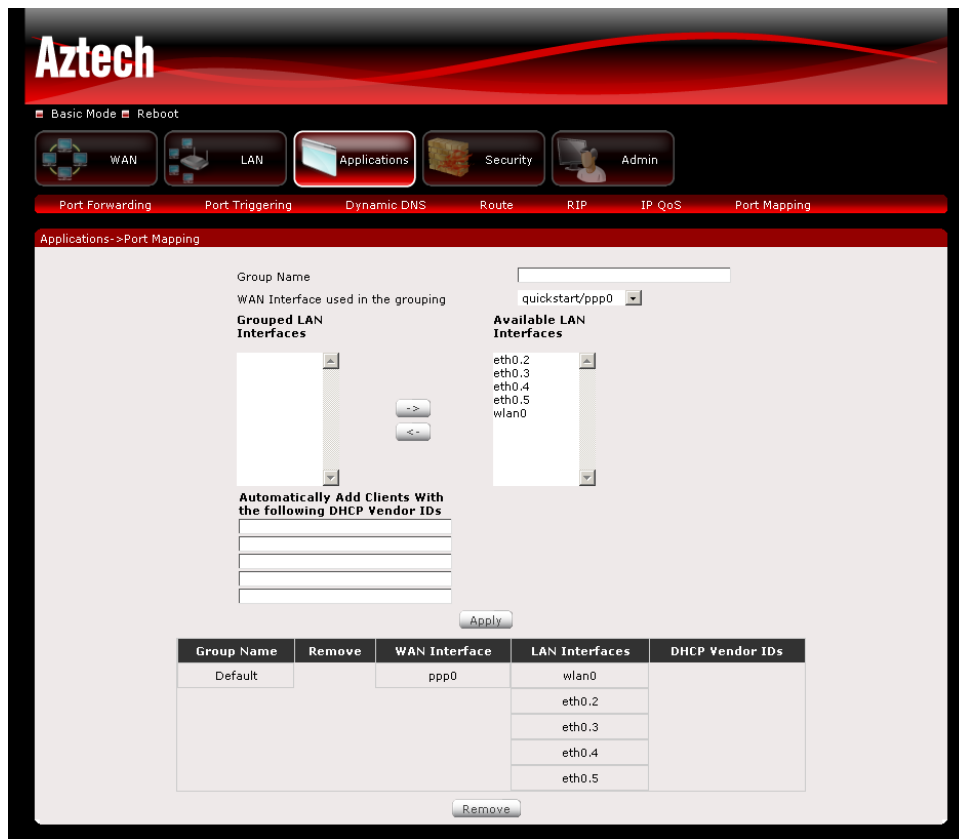 Aztech
Basic Mode Reboot
WAN LAN Applications Security Admin
Port Forwarding Port Triggering Dynamic DNS Route RIP IP QoS Port Mapping
Applications->Port Mapping
Group Name
WAN Interface used in the grouping quickstart/ppp0
Grouped LAN Interfaces
Available LAN Interfaces
eth0.2
eth0.3
eth0.4
eth0.5
wlan0
->
<-
Automatically Add Clients With
the following DHCP Vendor IDs
Apply
Group Name Remove WAN Interface LAN Interfaces DHCP Vendor IDs
Default ppp0 wlan0
eth0.2
eth0.3
eth0.4
eth0.5
Remove